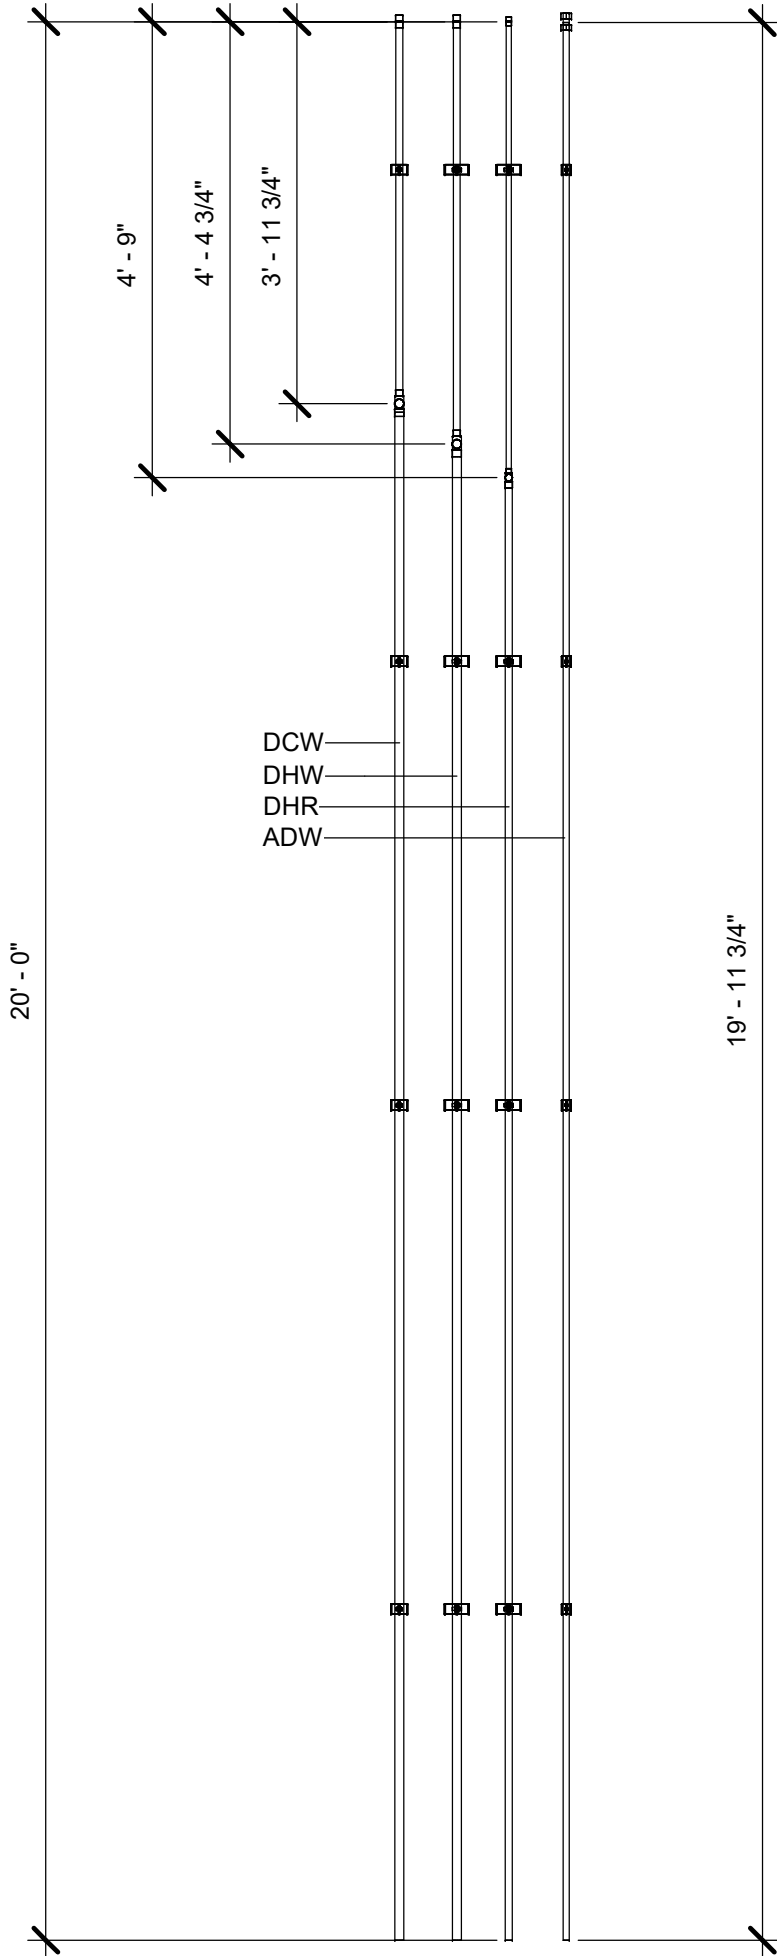 4' - 9"
4' - 4 3/4"
3' - 11 3/4"
DCW
DHW
DHR
ADW
20' - 0"
19' - 11 3/4"